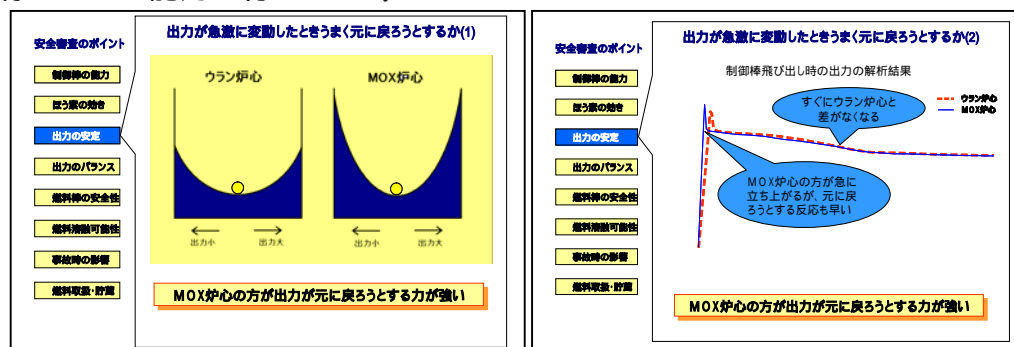 出力が急激に変動したときうまく元に戻ろうとするか(1)
安全審査のポイント
制御棒の能力
ほう素の効き
出力の安定
出力のバランス
燃料棒の安全性
燃料溶融可能性
事故時の影響
燃料取扱・貯蔵
ウラン炉心
MOX炉心
出力小
出力大
出力小
出力大
MOX炉心の方が出力が元に戻ろうとする力が強い
出力が急激に変動したときうまく元に戻ろうとするか(2)
安全審査のポイント
制御棒の能力
ほう素の効き
出力の安定
出力のバランス
燃料棒の安全性
燃料溶融可能性
事故時の影響
燃料取扱・貯蔵
制御棒飛び出し時の出力の解析結果
すぐにウラン炉心と
差がなくなる
ウラン炉心
MOX炉心
MOX炉心の方が急に
立ち上がるが、元に戻
ろうとする反応も早い
MOX炉心の方が出力が元に戻ろうとする力が強い